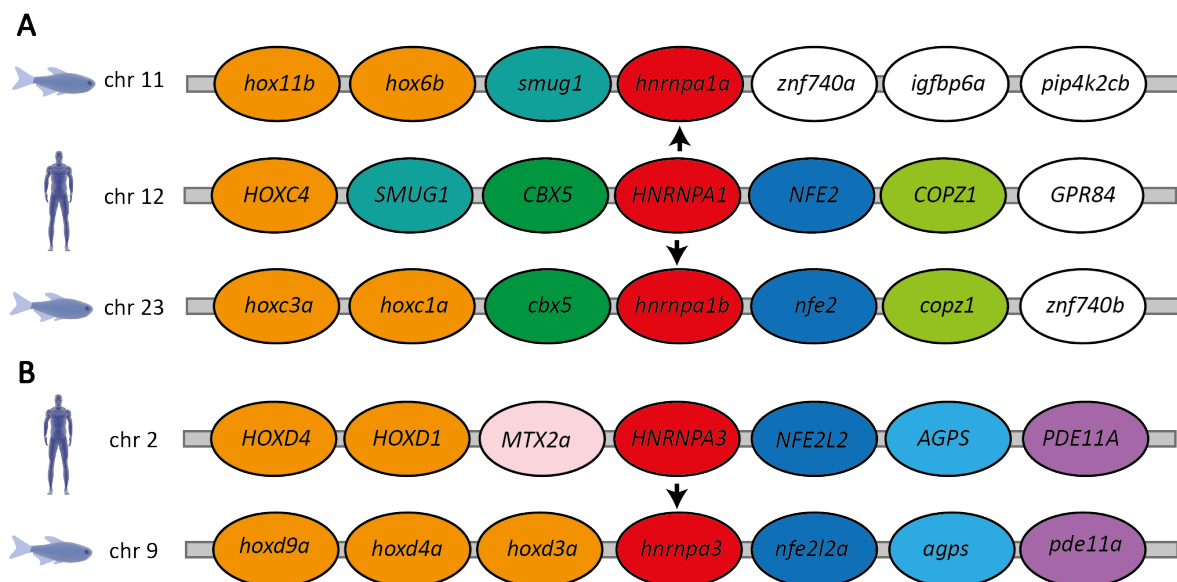 A
chr 11 hox11b hox6b smug1 hnrnpa1a znf740a igfbp6a pip4k2cb
chr 12 HOXC4 SMUG1 CBX5 HNRNPA1 NFE2 COPZ1 GPR84
chr 23 hoxc3a hoxc1a cbx5 hnrnpa1b nfe2 copz1 znf740b
B
chr 2 HOXD4 HOXD1 MTX2a HNRNPA3 NFE2L2 AGPS PDE11A
chr 9 hoxd9a hoxd4a hoxd3a hnrnpa3 nfe2l2a agps pde11a